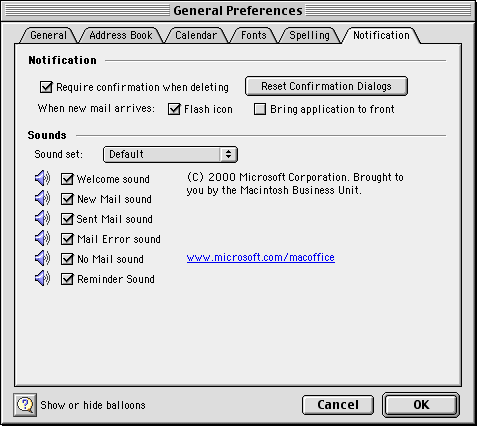 General Preferences
General Address Book Calendar Fonts Spelling Notification
Notification
Require confirmation when deleting Reset Confirmation Dialogs
When new mail arrives: Flash icon Bring application to front
Sounds
Sound set: Default
Welcome sound
(C) 2000 Microsoft Corporation. Brought to
you by the Macintosh Business Unit.
New Mail sound
Sent Mail sound
Mail Error sound
No Mail sound www.microsoft.com/macoffice
Reminder Sound
? Show or hide balloons Cancel OK